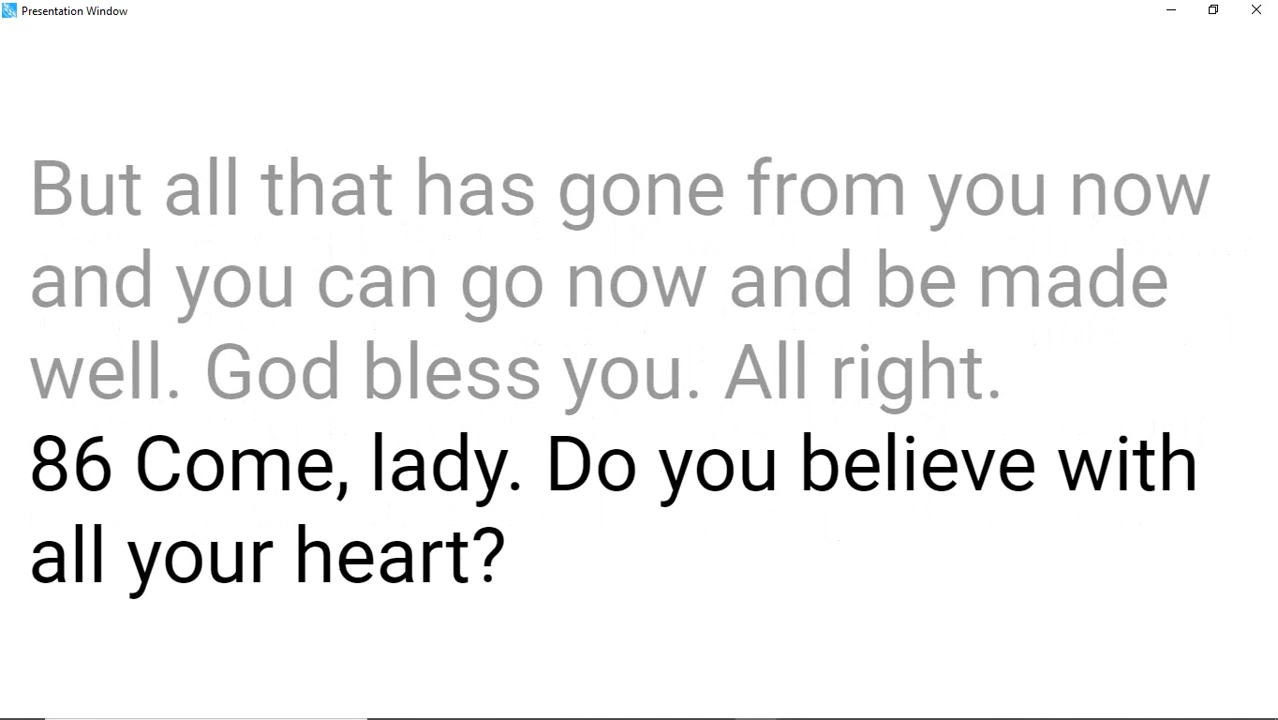 Presentation Window
But all that has gone from you now
and you can go now and be made
well. God bless you. All right.
86 Come, lady. Do you believe with
all your heart?